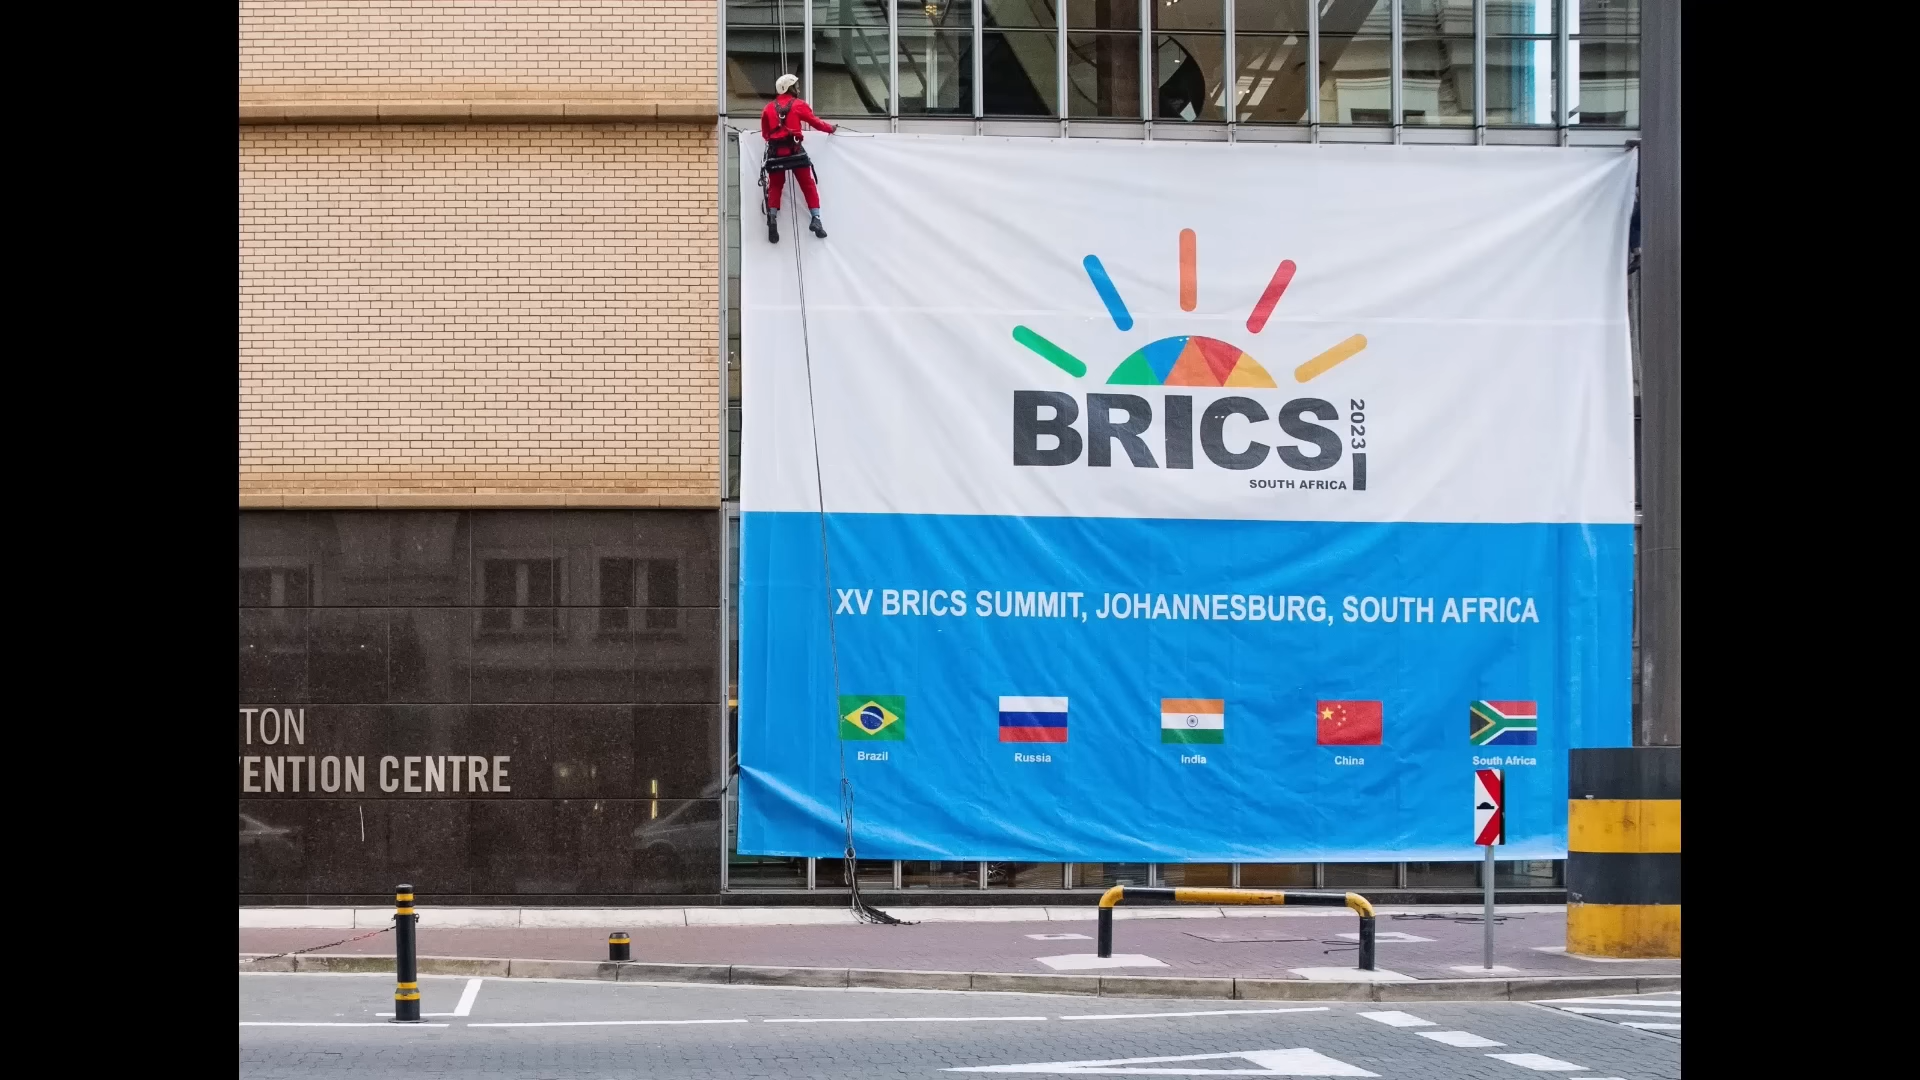 BRICS
2023
SOUTH AFRICA
XV BRICS SUMMIT, JOHANNESBURG, SOUTH AFRICA
Brazil
Russia
India
China
South Africa
TON
ENTION CENTRE